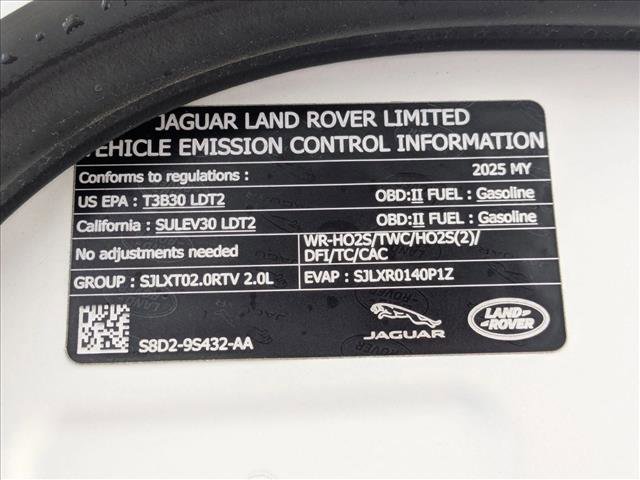 JAGUAR LAND ROVER LIMITED
VEHICLE EMISSION CONTROL INFORMATION
Conforms to regulations : 2025 MY
US EPA : T3B30 LDT2 OBD:II FUEL : Gasoline
California : SULEV30 LDT2 OBD:II FUEL : Gasoline
No adjustments needed
WR-HO2S/TWC/HO2S(2)/
DFI/TC/CAC
GROUP : SJLXT02.0RTV 2.0L EVAP : SJLXR0140P1Z
S8D2-9S432-AA
JAGUAR
LAND-
ROVER